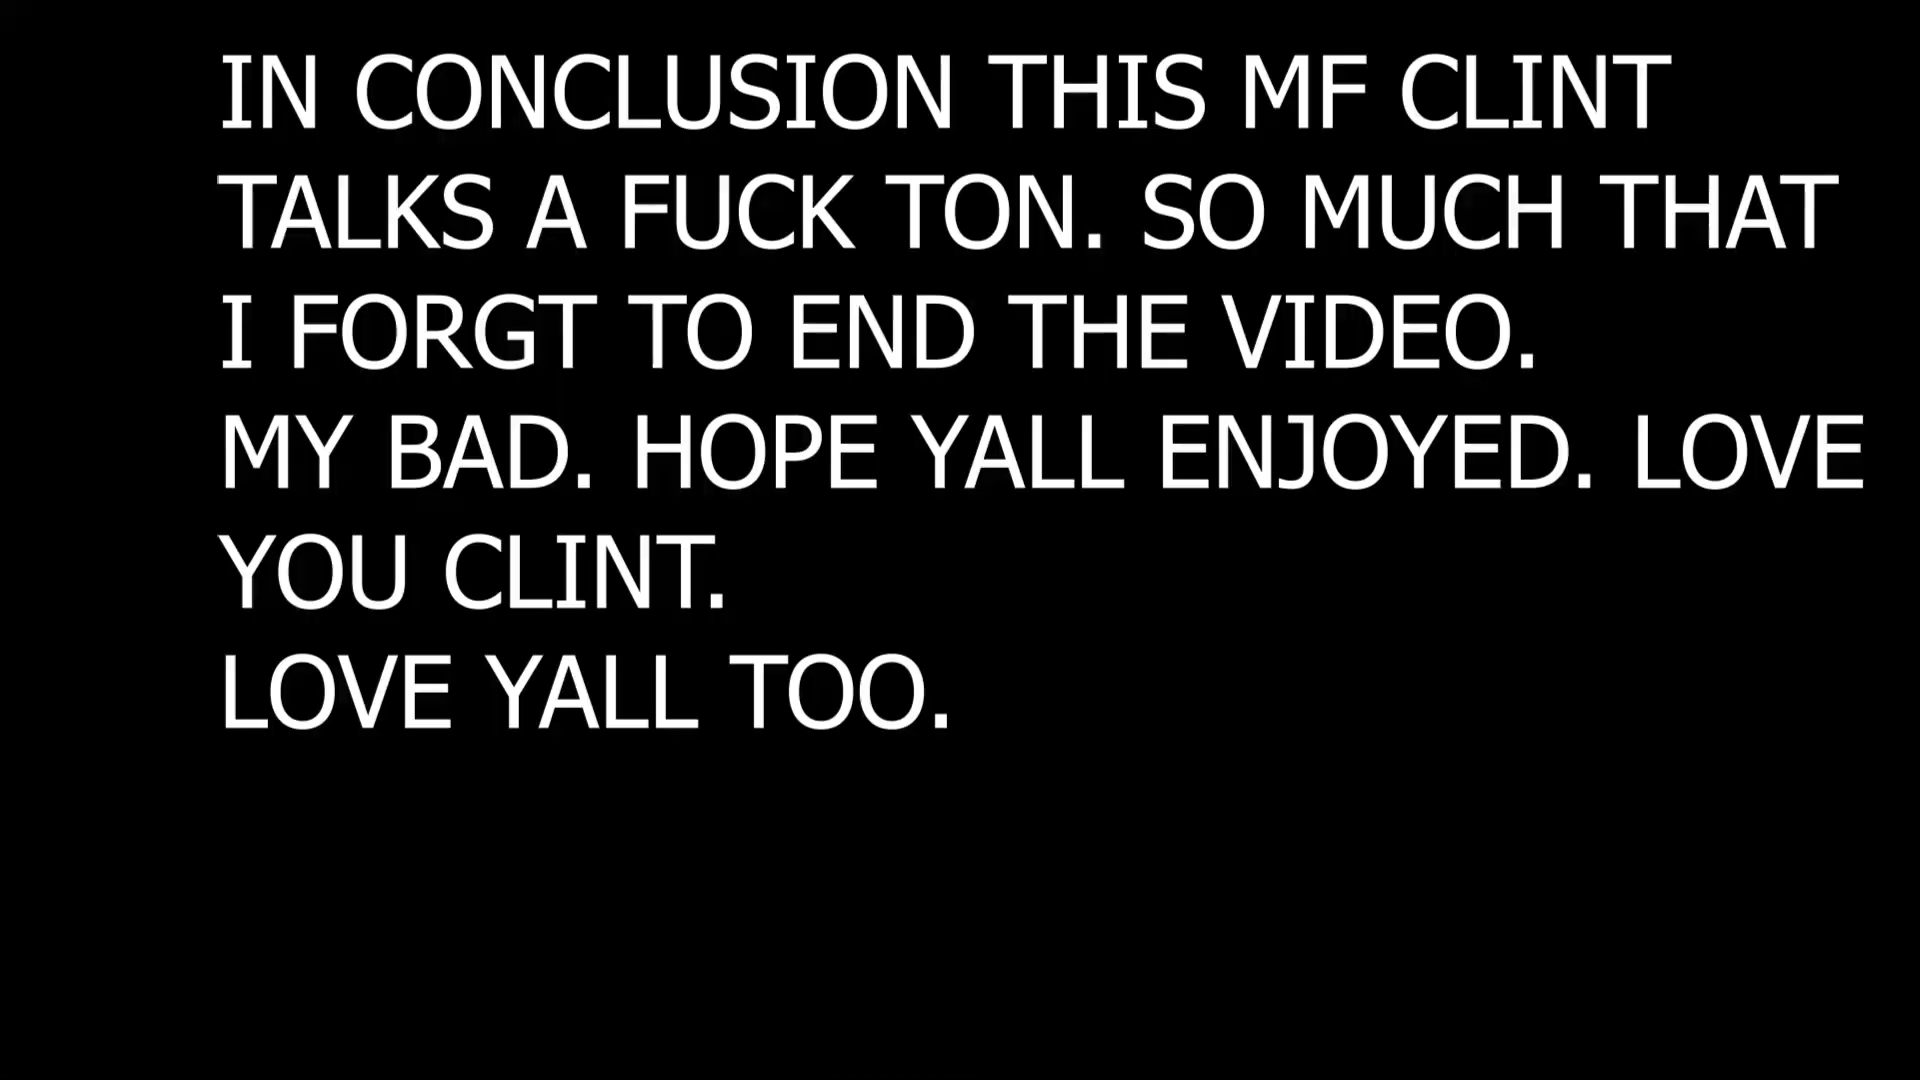 IN CONCLUSION THIS MF CLINT
TALKS A FUCK TON. SO MUCH THAT
I FORGT TO END THE VIDEO.
MY BAD. HOPE YALL ENJOYED. LOVE
YOU CLINT.
LOVE YALL TOO.